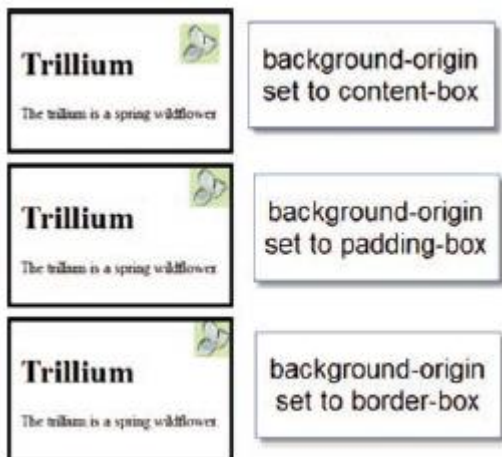 Trillium
The trillium is a spring wildflower
background-origin
set to content-box
Trillium
The trillium is a spring wildflower
background-origin
set to padding-box
Trillium
The trillium is a spring wildflower.
background-origin
set to border-box